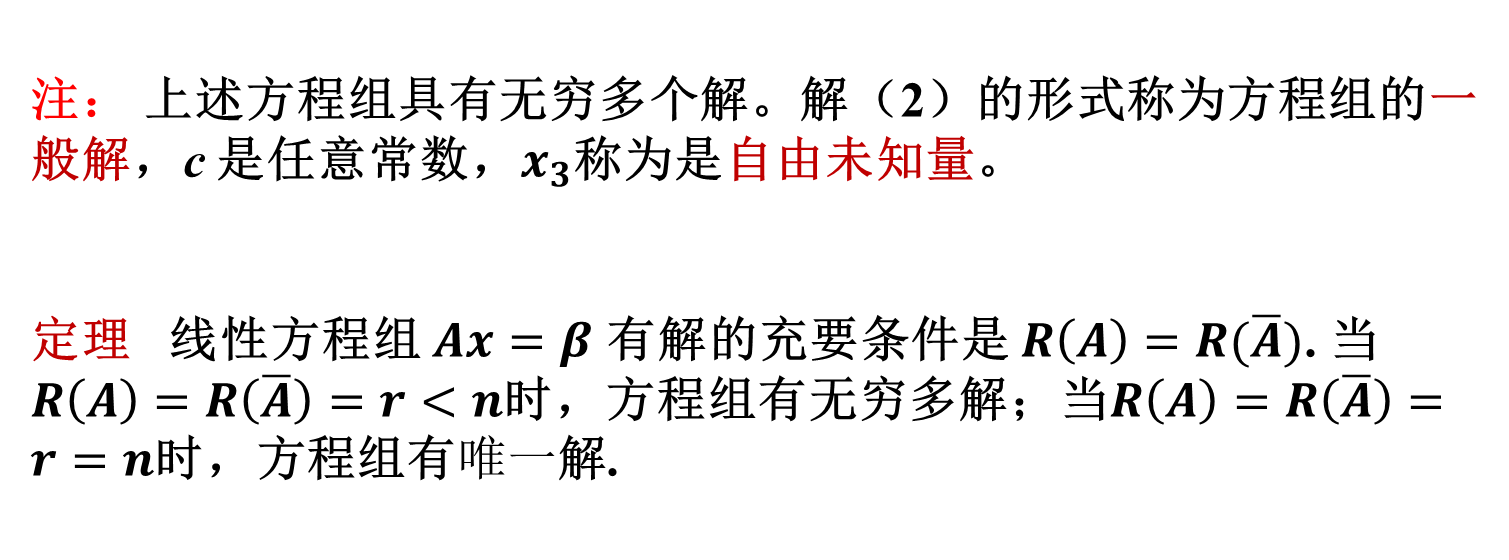 注： 上述方程组具有无穷多个解。解（2）的形式称为方程组的一
般解，c 是任意常数，x₃称为是自由未知量。
定理 线性方程组 Ax = β 有解的充要条件是 R(A) = R(A̅). 当
R(A) = R(A̅) = r < n时，方程组有无穷多解；当R(A) = R(A̅) =
r = n时，方程组有唯一解.